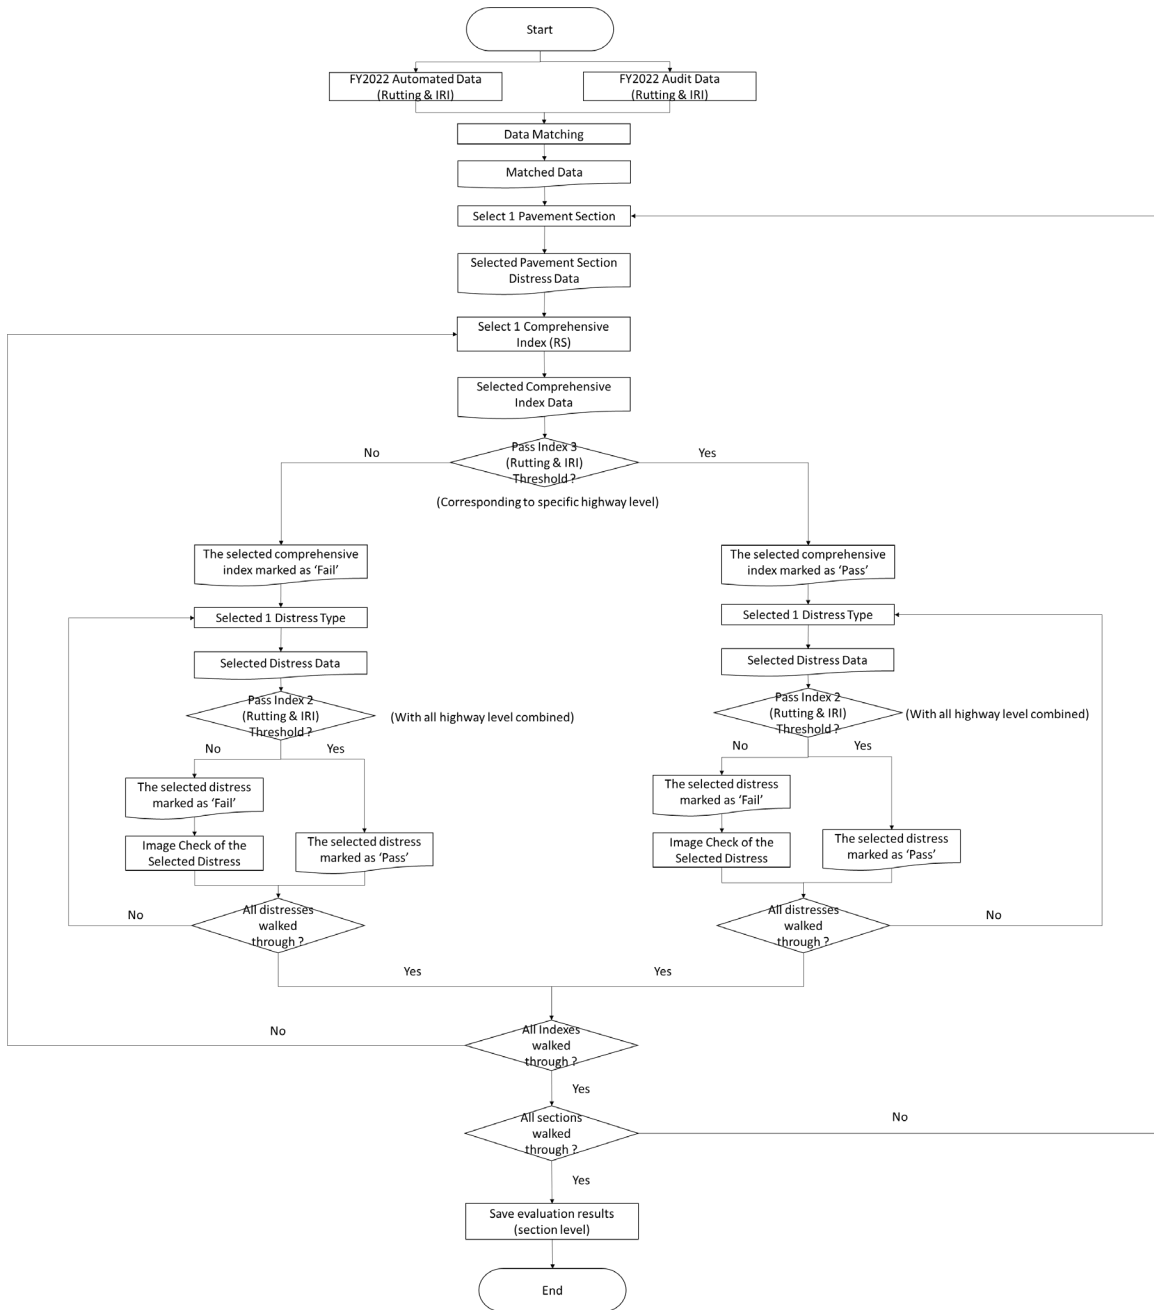 Start
FY2022 Automated Data
(Rutting & IRI)
FY2022 Audit Data
(Rutting & IRI)
Data Matching
Matched Data
Select 1 Pavement Section
Selected Pavement Section
Distress Data
Select 1 Comprehensive
Index (RS)
Selected Comprehensive
Index Data
Pass Index 3
(Rutting & IRI)
Threshold ?
No
Yes
(Corresponding to specific highway level)
The selected comprehensive
index marked as ‘Fail’
The selected comprehensive
index marked as ‘Pass’
Selected 1 Distress Type
Selected 1 Distress Type
Selected Distress Data
Selected Distress Data
Pass Index 2
(Rutting & IRI)
Threshold ?
(With all highway level combined)
Pass Index 2
(Rutting & IRI)
Threshold ?
(With all highway level combined)
No
Yes
No
Yes
The selected distress
marked as ‘Fail’
The selected distress
marked as ‘Fail’
Image Check of the
Selected Distress
The selected distress
marked as ‘Pass’
Image Check of the
Selected Distress
The selected distress
marked as ‘Pass’
No
All distresses
walked
through ?
All distresses
walked
through ?
No
Yes
Yes
No
All Indexes
walked
through ?
Yes
All sections
walked
through ?
No
Yes
Save evaluation results
(section level)
End